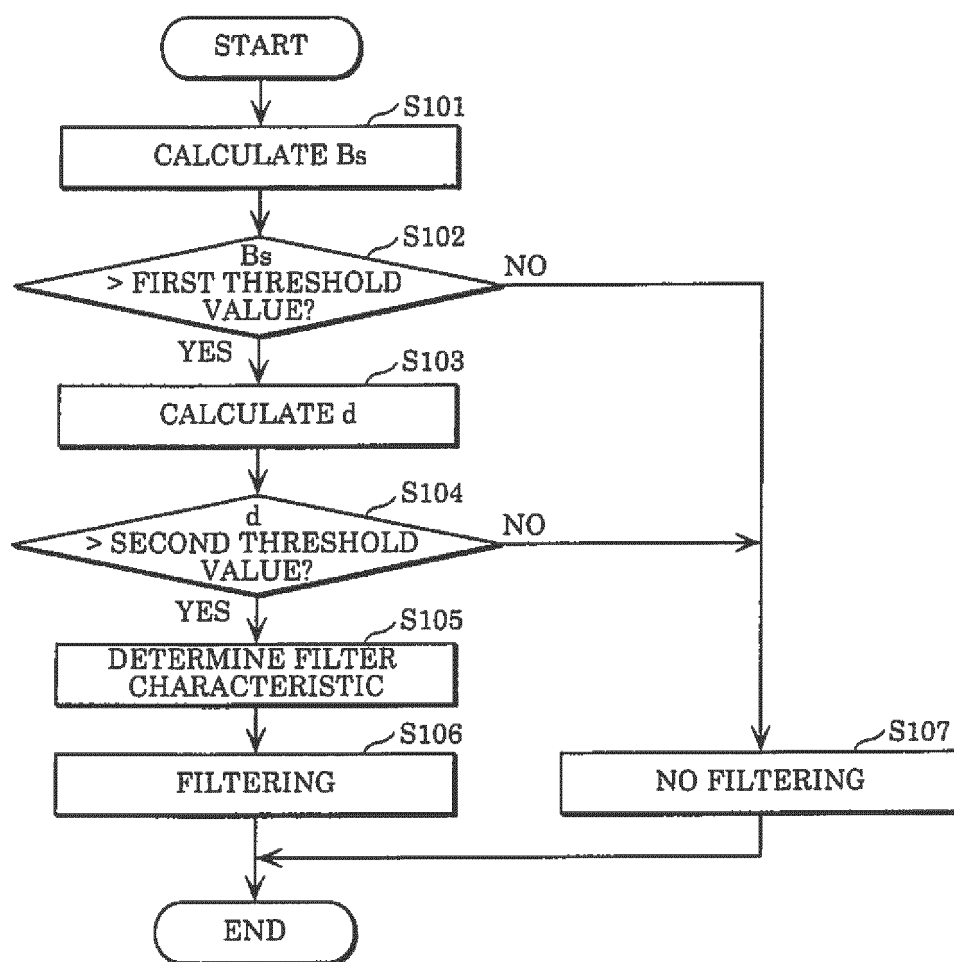 START
S101
CALCULATE Bs
S102
Bs
> FIRST THRESHOLD
VALUE?
NO
YES
S103
CALCULATE d
S104
d
> SECOND THRESHOLD
VALUE?
NO
YES
S105
DETERMINE FILTER
CHARACTERISTIC
S106
FILTERING
S107
NO FILTERING
END